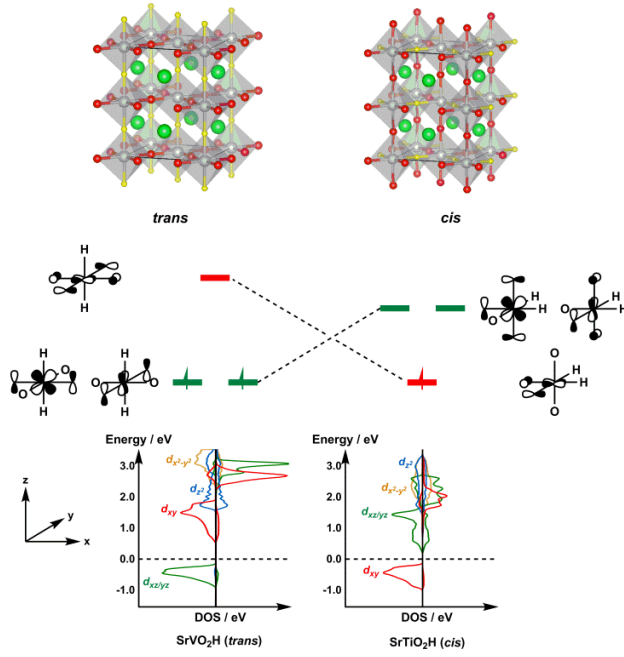 trans
cis
H
H
H
O
H
H
O
O
H
H
O
O
H
H
H
O
O
H
H
O
H
H
O
Energy / eV
3.0
2.0
1.0
0.0
-1.0
dx²-y²
dz²
dxy
dxz/yz
DOS / eV
SrVO₂H (trans)
Energy / eV
3.0
2.0
1.0
0.0
-1.0
dz²
dx²-y²
dxz/yz
dxy
DOS / eV
SrTiO₂H (cis)
z
y
x